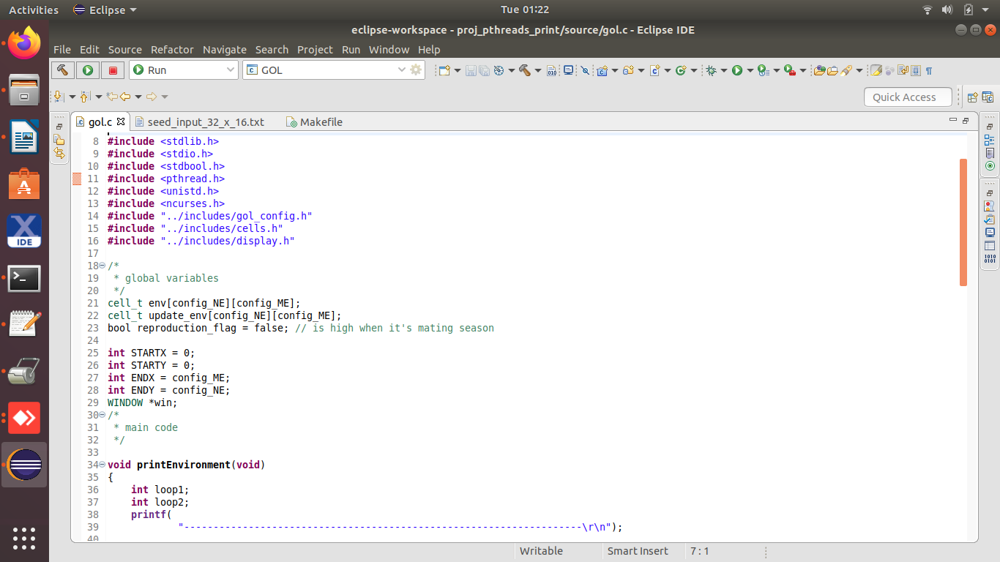 Activities Eclipse Tue 01:22
eclipse-workspace - proj_pthreads_print/source/gol.c - Eclipse IDE
File Edit Source Refactor Navigate Search Project Run Window Help
Run GOL
Quick Access
gol.c seed_input_32_x_16.txt Makefile
8 #include <stdlib.h>
9 #include <stdio.h>
10 #include <stdbool.h>
11 #include <pthread.h>
12 #include <unistd.h>
13 #include <ncurses.h>
14 #include "../includes/gol_config.h"
15 #include "../includes/cells.h"
16 #include "../includes/display.h"
17
18 /*
19 * global variables
20 */
21 cell_t env[config_NE][config_ME];
22 cell_t update_env[config_NE][config_ME];
23 bool reproduction_flag = false; // is high when it's mating season
24
25 int STARTX = 0;
26 int STARTY = 0;
27 int ENDX = config_ME;
28 int ENDY = config_NE;
29 WINDOW *win;
30 /*
31 * main code
32 */
33
34 void printEnvironment(void)
35 {
36 int loop1;
37 int loop2;
38 printf(
39 "--------------------------------------------------------------------\r\n");
40
X
IDE
Writable Smart Insert 7 : 1